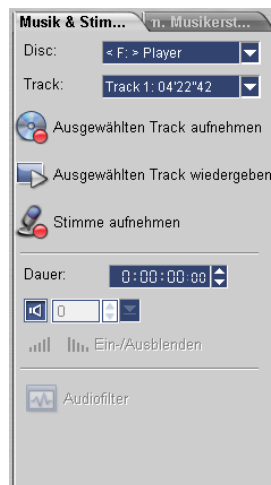 Musik & Stim... n. Musikerst...
Disc: < F: > Player
Track: Track 1: 04'22"42
Ausgewählten Track aufnehmen
Ausgewählten Track wiedergeben
Stimme aufnehmen
Dauer: 0:00:00:00
0
Ein-/Ausblenden
Audiofilter